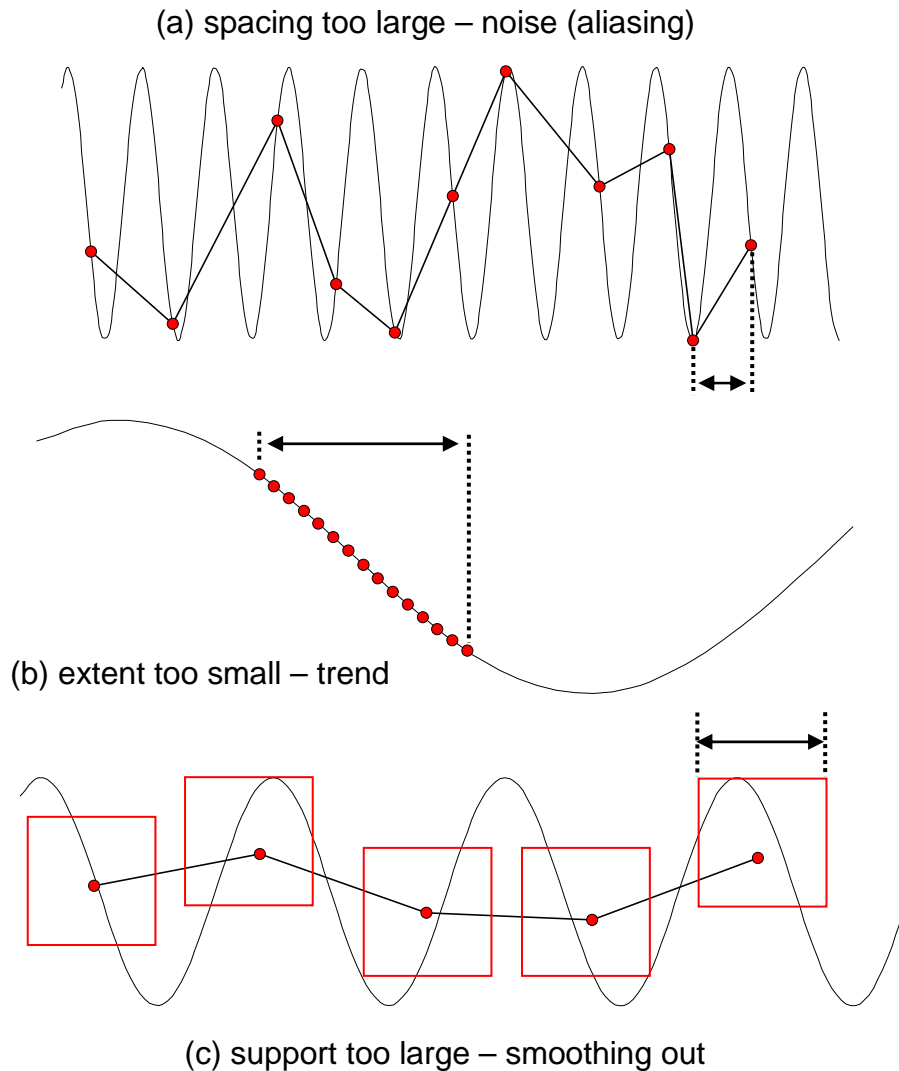 (a) spacing too large – noise (aliasing)
(b) extent too small – trend
(c) support too large – smoothing out